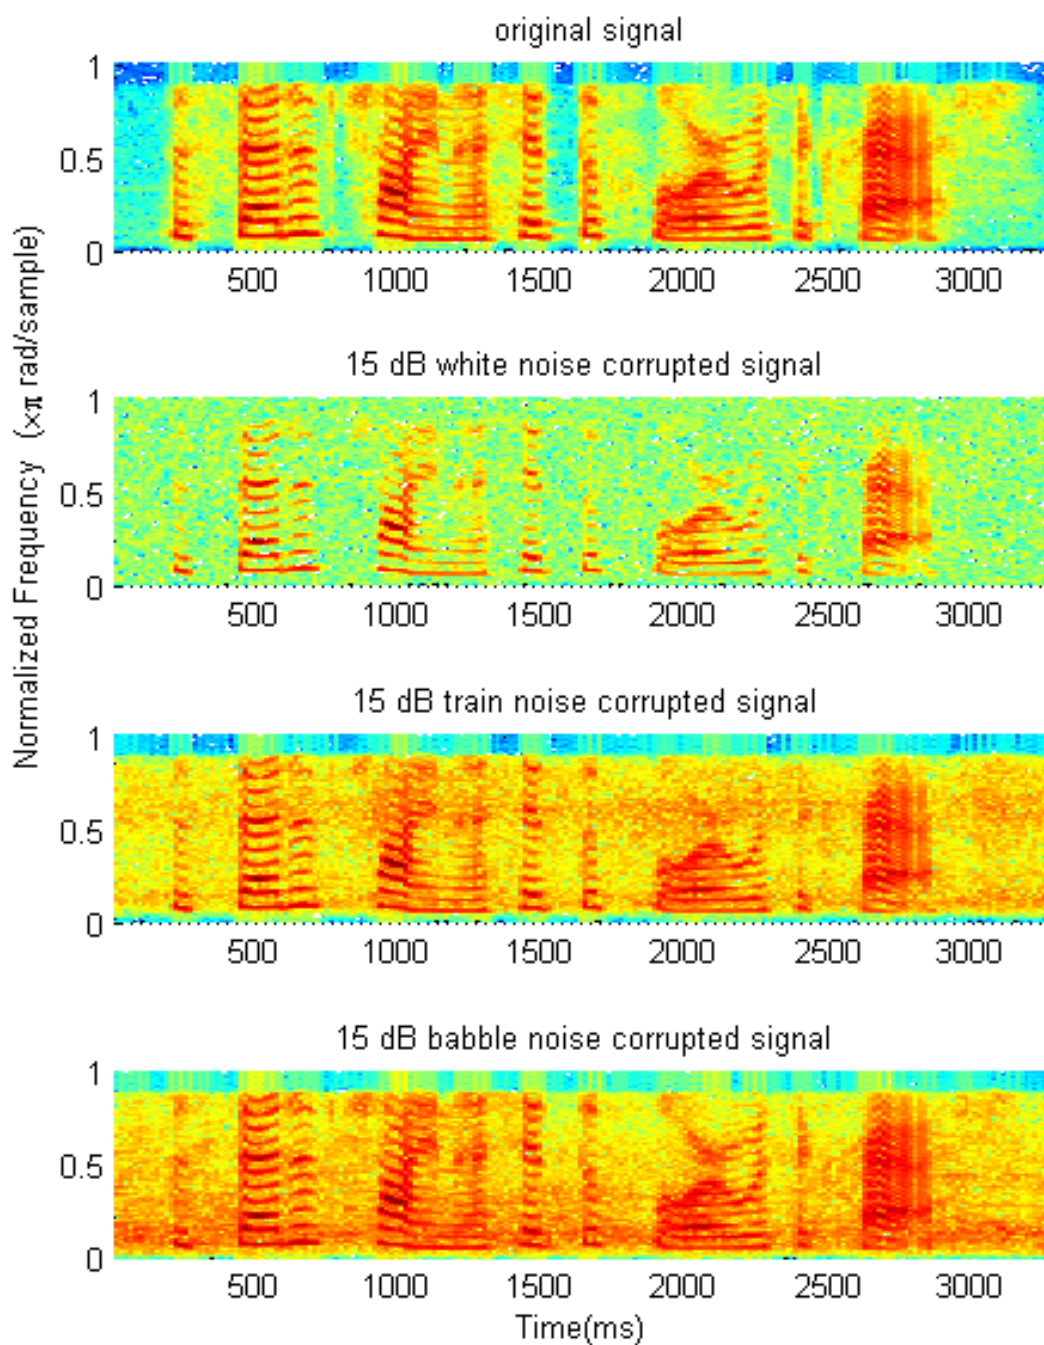 original signal
1
0.5
0
500 1000 1500 2000 2500 3000
15 dB white noise corrupted signal
1
0.5
0
500 1000 1500 2000 2500 3000
15 dB train noise corrupted signal
1
0.5
0
500 1000 1500 2000 2500 3000
15 dB babble noise corrupted signal
1
0.5
0
500 1000 1500 2000 2500 3000
Time(ms)
Normalized Frequency (×π rad/sample)